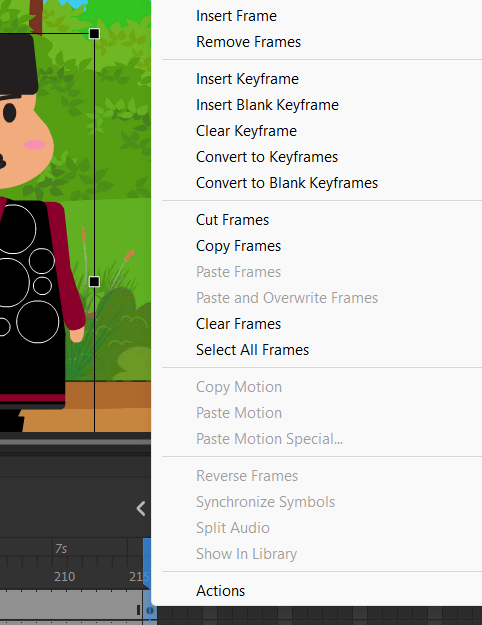 Insert Frame
Remove Frames
Insert Keyframe
Insert Blank Keyframe
Clear Keyframe
Convert to Keyframes
Convert to Blank Keyframes
Cut Frames
Copy Frames
Paste Frames
Paste and Overwrite Frames
Clear Frames
Select All Frames
Copy Motion
Paste Motion
Paste Motion Special...
Reverse Frames
Synchronize Symbols
Split Audio
Show In Library
7s
210 215
Actions